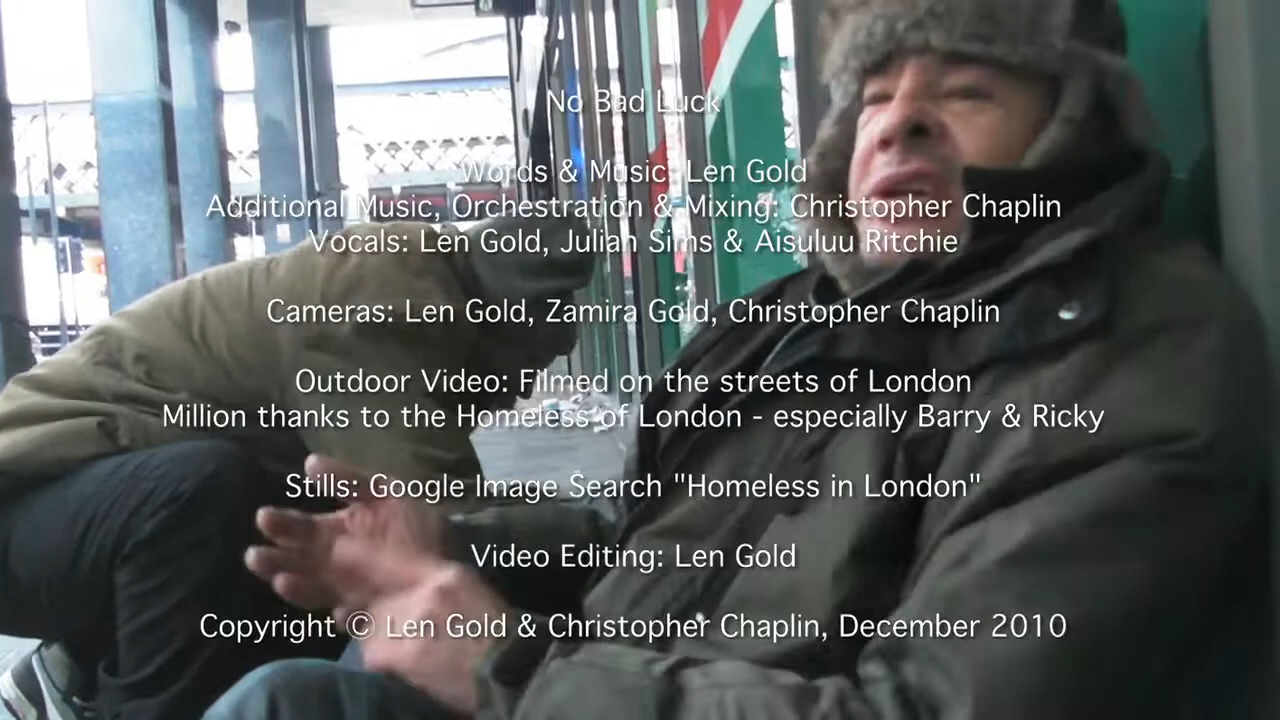 No Bad Luck
Words & Music: Len Gold
Additional Music, Orchestration & Mixing: Christopher Chaplin
Vocals: Len Gold, Julian Sims & Aisuluu Ritchie
Cameras: Len Gold, Zamira Gold, Christopher Chaplin
Outdoor Video: Filmed on the streets of London
Million thanks to the Homeless of London - especially Barry & Ricky
Stills: Google Image Search "Homeless in London"
Video Editing: Len Gold
Copyright © Len Gold & Christopher Chaplin, December 2010